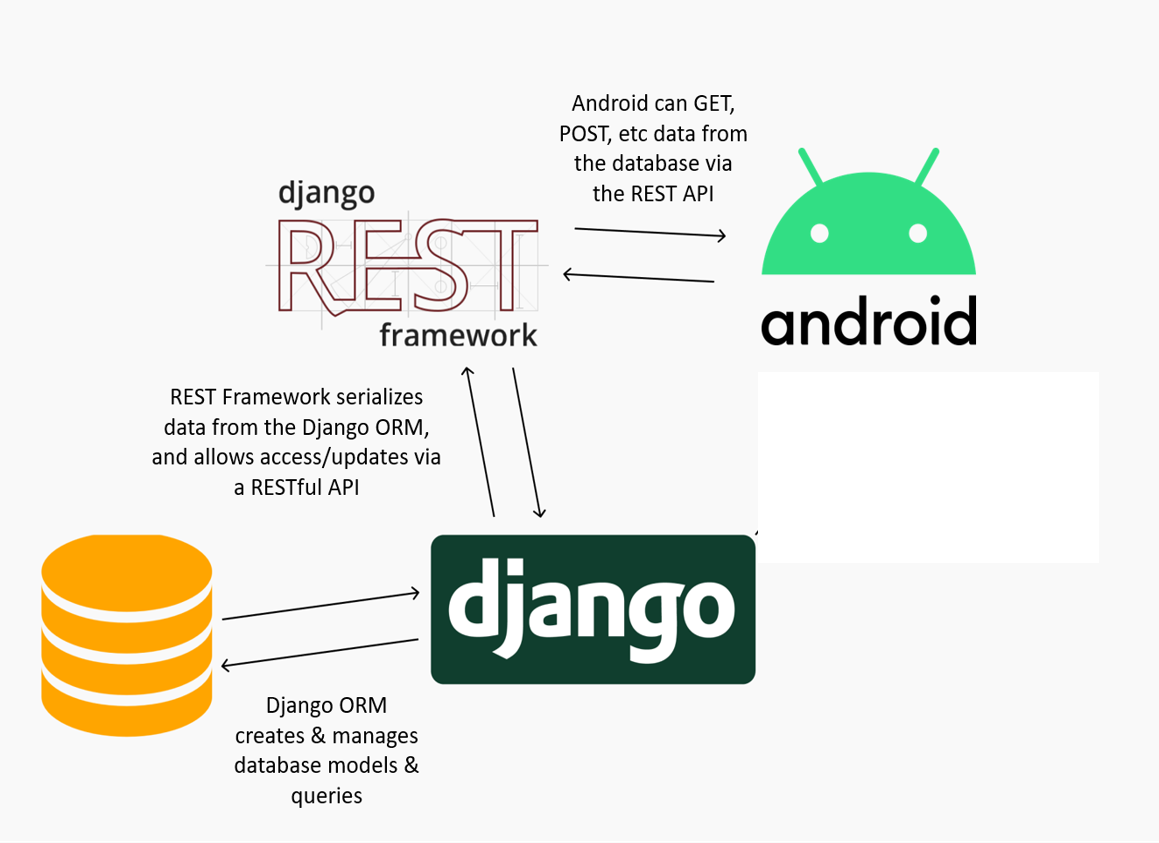 Android can GET,
POST, etc data from
the database via
the REST API
django
REST
framework
android
REST Framework serializes
data from the Django ORM,
and allows access/updates via
a RESTful API
django
Django ORM
creates & manages
database models &
queries